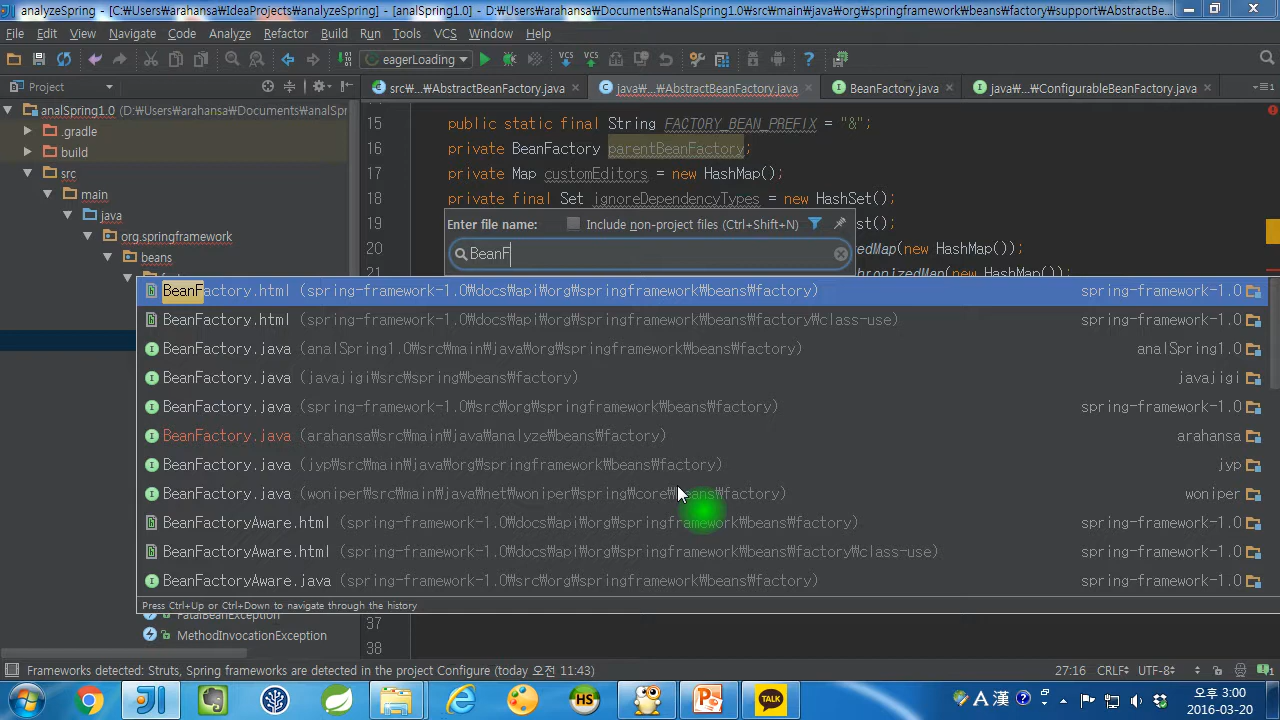 analyzeSpring - [C:₩Users₩arahansa₩IdeaProjects₩analyzeSpring] - [analSpring1.0] - D:₩Users₩arahansa₩Documents₩analSpring1.0₩src₩main₩java₩org₩springframework₩beans₩factory₩support₩AbstractBe...
File Edit View Navigate Code Analyze Refactor Build Run Tools VCS Window Help
eagerLoading
VCS VCS
Project
src₩...₩AbstractBeanFactory.java
java₩...₩AbstractBeanFactory.java
BeanFactory.java
java₩...₩ConfigurableBeanFactory.java
analSpring1.0 (D:₩Users₩arahansa₩Documents₩analSpr
.gradle
build
src
main
java
org.springframework
beans
15 public static final String FACTORY_BEAN_PREFIX = "&";
16 private BeanFactory parentBeanFactory;
17 private Map customEditors = new HashMap();
18 private final Set ignoreDependencyTypes = new HashSet();
19 st();
20 edMap(new HashMap());
21 hronizedMap(new HashMap());
Enter file name: Include non-project files (Ctrl+Shift+N)
BeanF
BeanFactory.html (spring-framework-1.0₩docs₩api₩org₩springframework₩beans₩factory) spring-framework-1.0
BeanFactory.html (spring-framework-1.0₩docs₩api₩org₩springframework₩beans₩factory₩class-use) spring-framework-1.0
BeanFactory.java (analSpring1.0₩src₩main₩java₩org₩springframework₩beans₩factory) analSpring1.0
BeanFactory.java (javajigi₩src₩spring₩beans₩factory) javajigi
BeanFactory.java (spring-framework-1.0₩src₩org₩springframework₩beans₩factory) spring-framework-1.0
BeanFactory.java (arahansa₩src₩main₩java₩analyze₩beans₩factory) arahansa
BeanFactory.java (jyp₩src₩main₩java₩org₩springframework₩beans₩factory) jyp
BeanFactory.java (woniper₩src₩main₩java₩net₩woniper₩spring₩core₩beans₩factory) woniper
BeanFactoryAware.html (spring-framework-1.0₩docs₩api₩org₩springframework₩beans₩factory) spring-framework-1.0
BeanFactoryAware.html (spring-framework-1.0₩docs₩api₩org₩springframework₩beans₩factory₩class-use) spring-framework-1.0
BeanFactoryAware.java (spring-framework-1.0₩src₩org₩springframework₩beans₩factory) spring-framework-1.0
Press Ctrl+Up or Ctrl+Down to navigate through the history
FatalBeanException
MethodInvocationException
37
38
Frameworks detected: Struts, Spring frameworks are detected in the project Configure (today 오전 11:43) 27:16 CRLF UTF-8
HS
TALK
A 漢
오후 3:00
2016-03-20